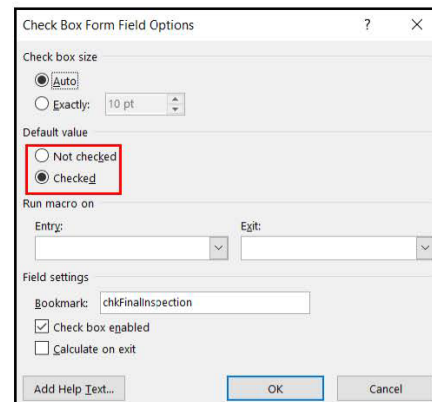 Check Box Form Field Options ? ×
Check box size
Auto
Exactly: 10 pt
Default value
Not checked
Checked
Run macro on
Entry: Exit:
Field settings
Bookmark: chkFinalInspection
Check box enabled
Calculate on exit
Add Help Text... OK Cancel